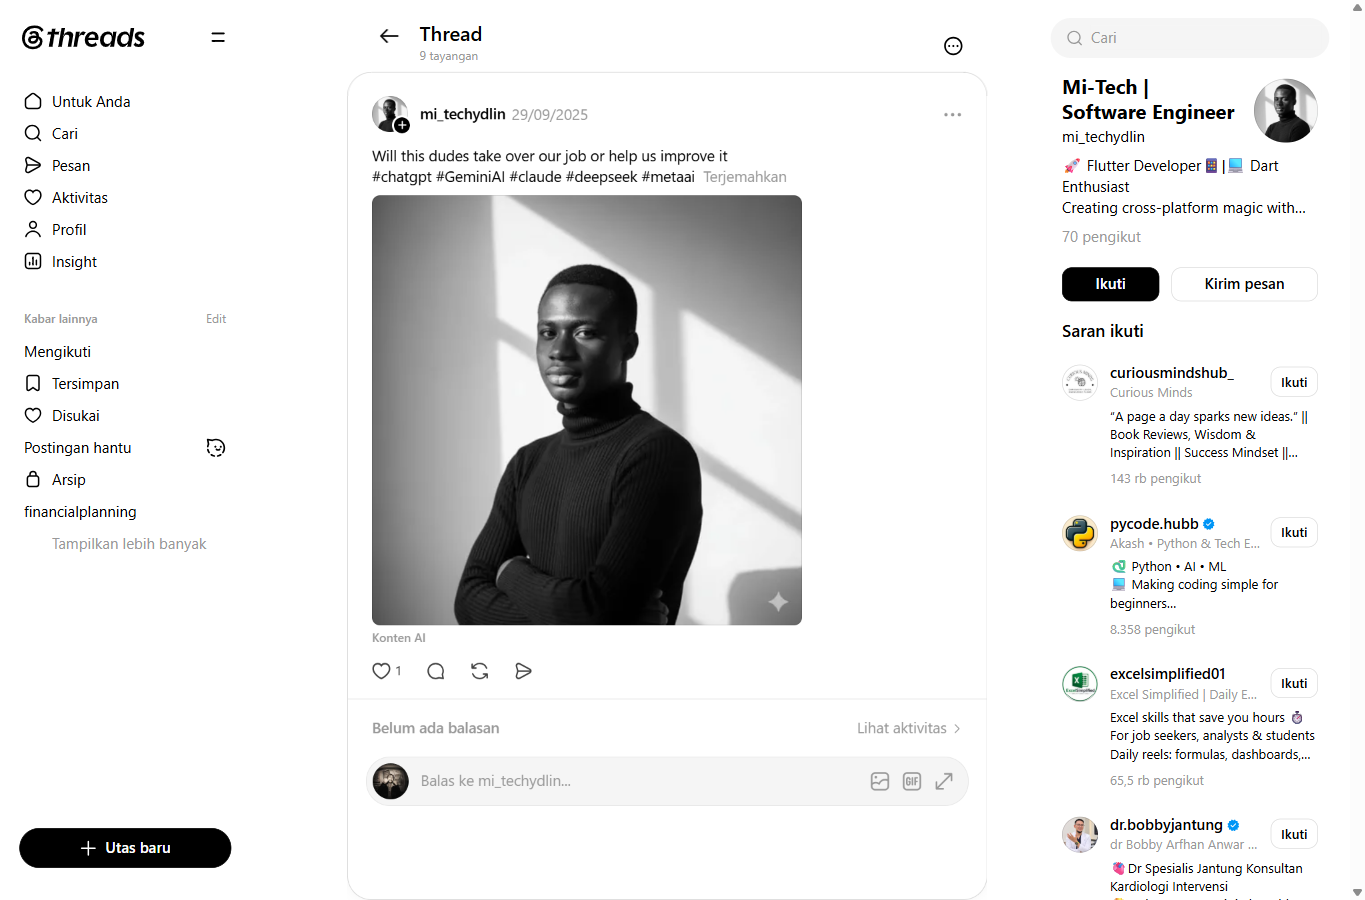 threads
Untuk Anda
Cari
Pesan
Aktivitas
Profil
Insight
Kabar lainnya
Edit
Mengikuti
Tersimpan
Disukai
Postingan hantu
Arsip
financialplanning
Tampilkan lebih banyak
Utas baru
Thread
9 tayangan
mi_techydlin 29/09/2025
Will this dudes take over our job or help us improve it
#chatgpt #GeminiAI #claude #deepseek #metaai Terjemahkan
Konten AI
1
Belum ada balasan
Lihat aktivitas
Balas ke mi_techydlin...
GIF
Cari
Mi-Tech |
Software Engineer
mi_techydlin
🚀 Flutter Developer📱|💻 Dart
Enthusiast
Creating cross-platform magic with...
70 pengikut
Ikuti
Kirim pesan
Saran ikuti
curiousmindshub_
Curious Minds
Ikuti
“A page a day sparks new ideas.” ||
Book Reviews, Wisdom &
Inspiration || Success Mindset ||...
143 rb pengikut
pycode.hubb
Akash • Python & Tech E...
Ikuti
Python • AI • ML
💻 Making coding simple for
beginners...
8.358 pengikut
excelsimplified01
Excel Simplified | Daily E...
Ikuti
Excel skills that save you hours ⏱️
For job seekers, analysts & students
Daily reels: formulas, dashboards,...
65,5 rb pengikut
dr.bobbyjantung
dr Bobby Arfhan Anwar ...
Ikuti
🫀Dr Spesialis Jantung Konsultan
Kardiologi Intervensi